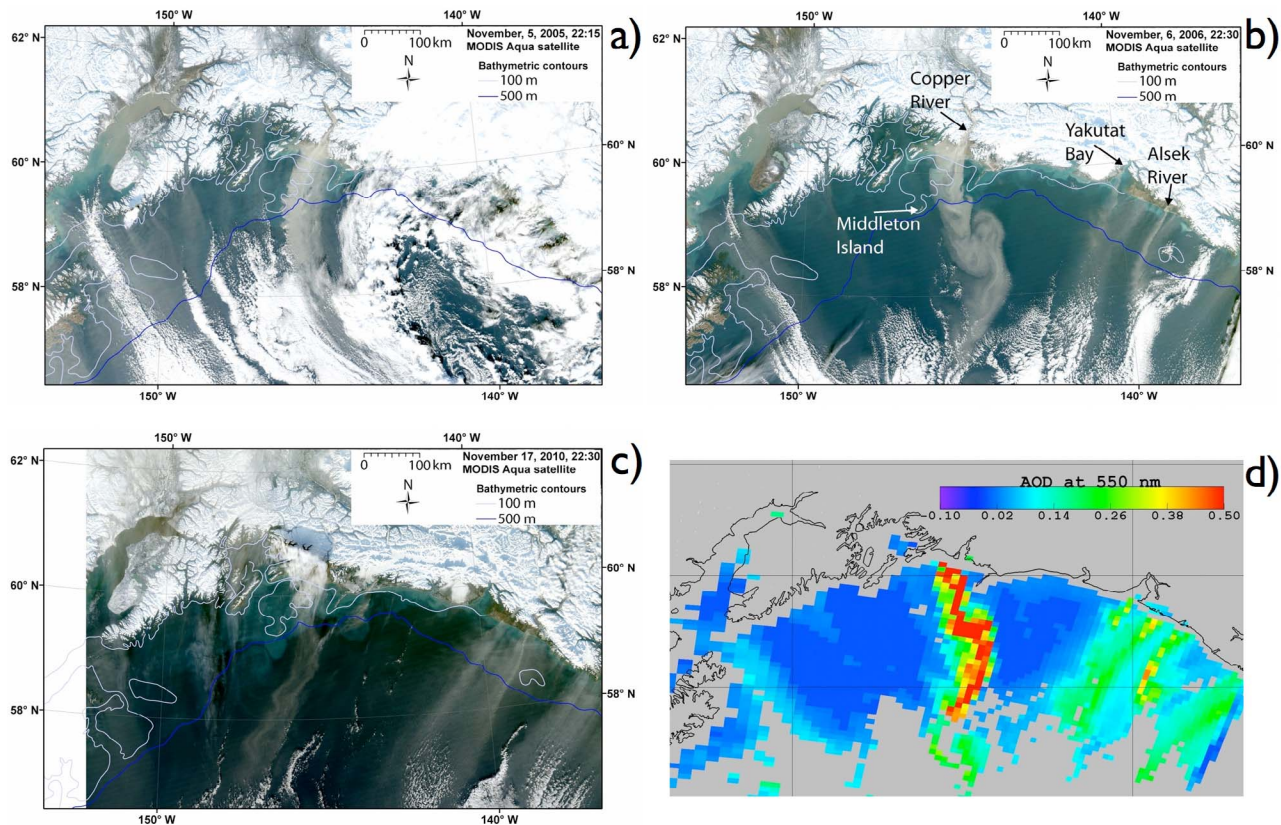 150° W
140° W
62° N
60° N
58° N
November, 5, 2005, 22:15
MODIS Aqua satellite
0
100 km
N
Bathymetric contours
100 m
500 m
a)
60° N
58° N
150° W
140° W
150° W
140° W
62° N
60° N
58° N
November, 6, 2006, 22:30
MODIS Aqua satellite
0
100 km
N
Bathymetric contours
100 m
500 m
b)
Copper
River
Yakutat
Bay
Alsek
River
Middleton
Island
60° N
58° N
150° W
140° W
150° W
140° W
62° N
60° N
58° N
November 17, 2010, 22:30
MODIS Aqua satellite
0
100 km
N
Bathymetric contours
100 m
500 m
c)
60° N
58° N
150° W
140° W
d)
AOD at 550 nm
-0.10 0.02 0.14 0.26 0.38 0.50